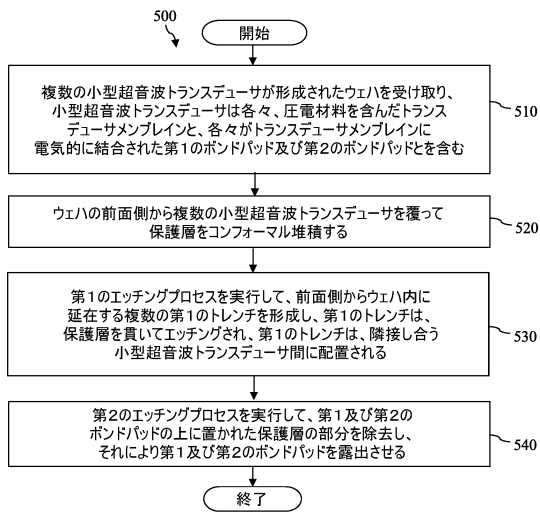 500
開始
複数の小型超音波トランスデューサが形成されたウェハを受け取り、
小型超音波トランスデューサは各々、圧電材料を含んだトランス
デューサメンブレインと、各々がトランスデューサメンブレインに
電気的に結合された第１のボンドパッド及び第２のボンドパッドとを含む
510
ウェハの前面側から複数の小型超音波トランスデューサを覆って
保護層をコンフォーマル堆積する
520
第１のエッチングプロセスを実行して、前面側からウェハ内に
延在する複数の第１のトレンチを形成し、第１のトレンチは、
保護層を貫いてエッチングされ、第１のトレンチは、隣接し合う
小型超音波トランスデューサ間に配置される
530
第２のエッチングプロセスを実行して、第１及び第２の
ボンドパッドの上に置かれた保護層の部分を除去し、
それにより第１及び第２のボンドパッドを露出させる
540
終了